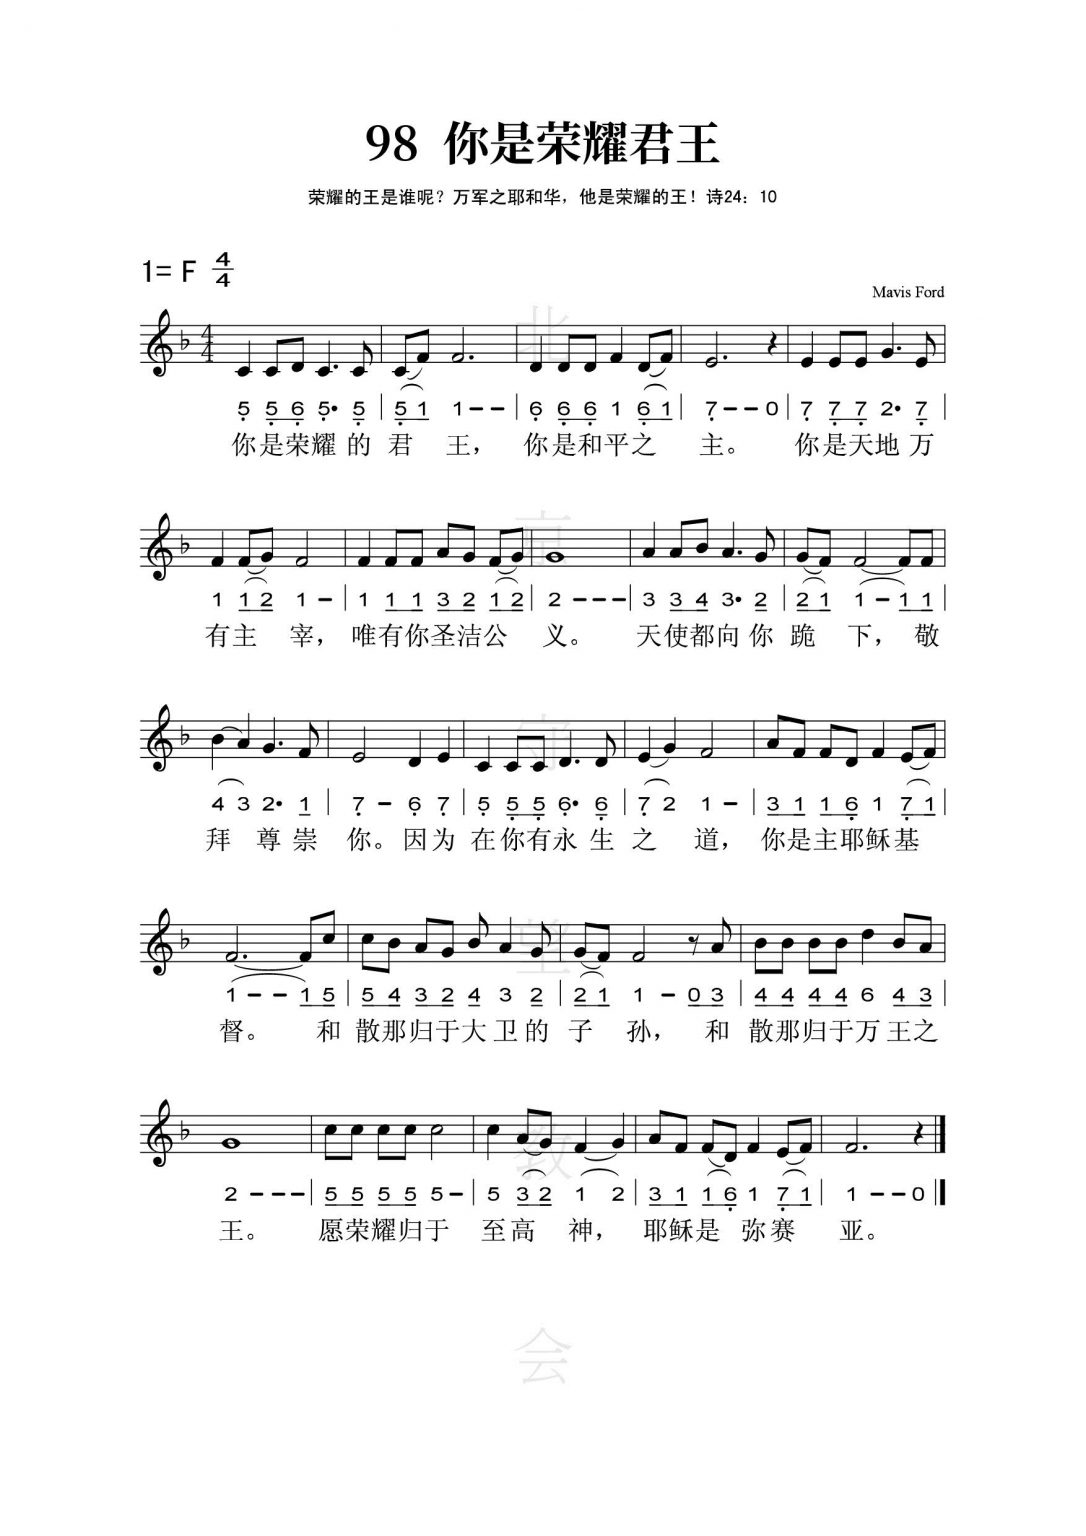 98 你是荣耀君王
荣耀的王是谁呢？万军之耶和华，他是荣耀的王！诗24：10
1= F 4/4
Mavis Ford
5 5 6 5• 5 | 5 1 1 - - | 6 6 6 1 6 1 | 7 - - 0 | 7 7 7 2• 7 |
你是荣耀的君王，你是和平之主。你是天地万
1 1 2 1 - | 1 1 1 3 2 1 2 | 2 - - - | 3 3 4 3• 2 | 2 1 1 - 1 1 |
有主宰，唯有你圣洁公义。天使都向你跪下，敬
4 3 2• 1 | 7 - 6 7 | 5 5 5 6• 6 | 7 2 1 - | 3 1 1 6 1 7 1 |
拜尊崇你。因为在你有永生之道，你是主耶稣基
1 - - 1 5 | 5 4 3 2 4 3 2 | 2 1 1 - 0 3 | 4 4 4 4 6 4 3 |
督。和散那归于大卫的子孙，和散那归于万王之
2 - - - | 5 5 5 5 5 - | 5 3 2 1 2 | 3 1 1 6 1 7 1 | 1 - - 0
王。愿荣耀归于至高神，耶稣是弥赛亚。
北
京
守
望
教
会